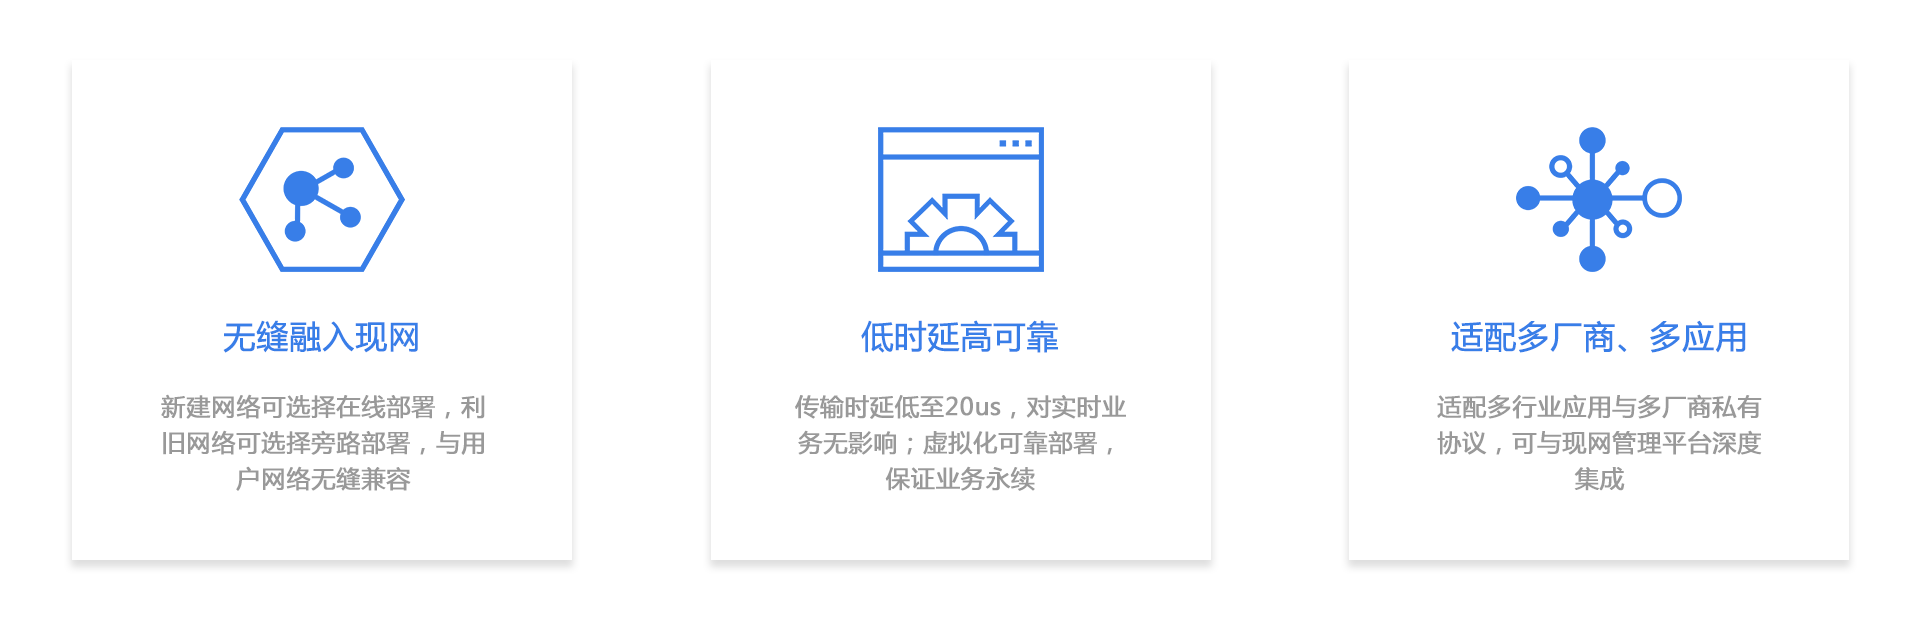 无缝融入现网
新建网络可选择在线部署，利
旧网络可选择旁路部署，与用
户网络无缝兼容
低时延高可靠
传输时延低至20us，对实时业
务无影响；虚拟化可靠部署，
保证业务永续
适配多厂商、多应用
适配多行业应用与多厂商私有
协议，可与现网管理平台深度
集成